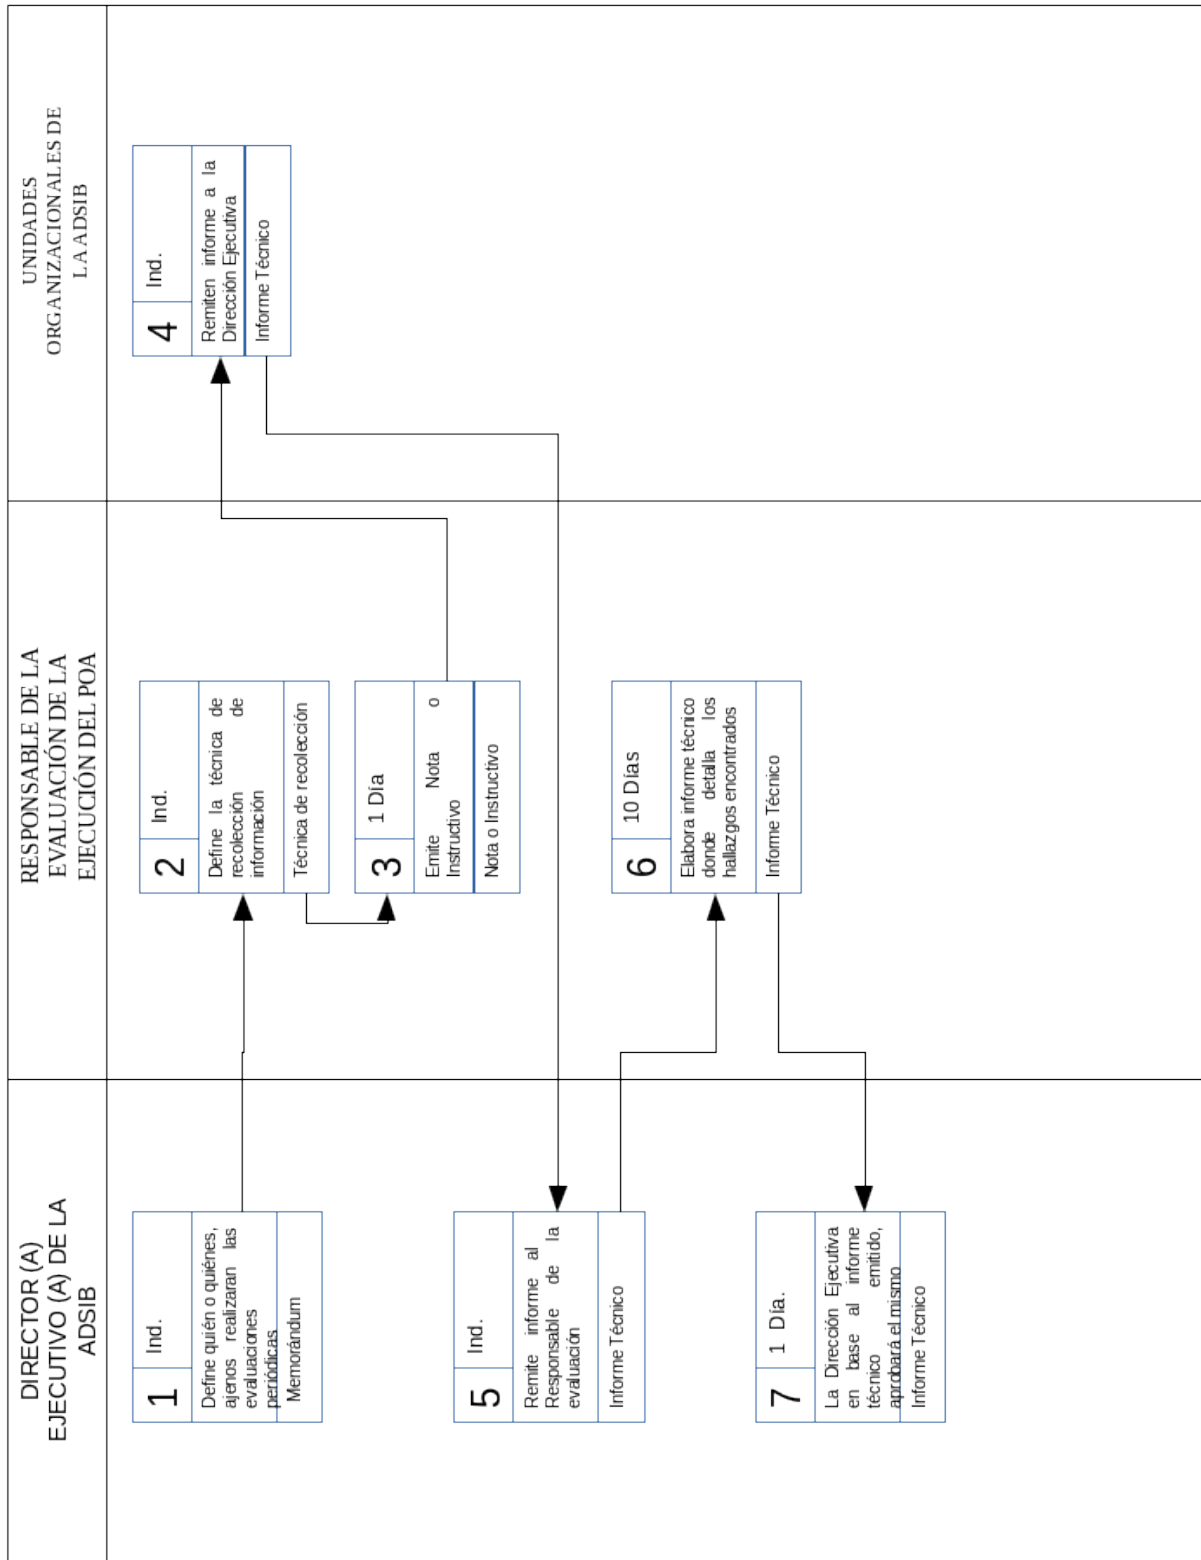 DIRECTOR (A)
EJECUTIVO (A) DE LA
ADSIB
RESPONSABLE DE LA
EVALUACIÓN DE LA
EJECUCIÓN DEL POA
UNIDADES
ORGANIZACIONALES DE
LA ADSIB
1 Ind.
Define quién o quiénes,
ajenos realizaran las
evaluaciones
periódicas
Memorándum
2 Ind.
Define la técnica de
recolección de
información
Técnica de recolección
3 1 Día
Emite Nota o
Instructivo
Nota o Instructivo
4 Ind.
Remiten informe a la
Dirección Ejecutiva
Informe Técnico
5 Ind.
Remite informe al
Responsable de la
evaluación
Informe Técnico
6 10 Días
Elabora informe técnico
donde detalla los
hallazgos encontrados
Informe Técnico
7 1 Día.
La Dirección Ejecutiva
en base al informe
técnico emitido,
aprobará el mismo
Informe Técnico